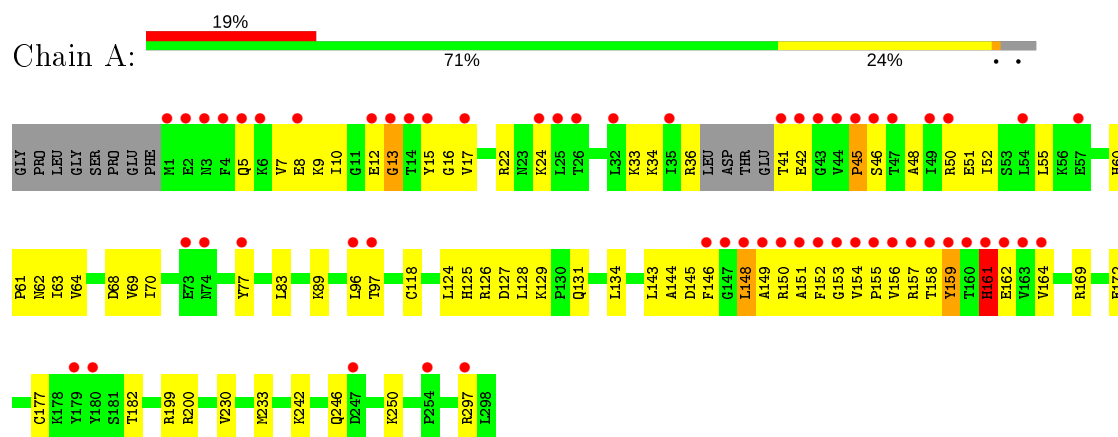 19%
Chain A:
71% 24% • •
GLY PRO LEU GLY SER PRO GLU PHE M1 E2 N3 F4 Q5 K6 V7 E8 K9 I10 G11 E12 G13 T14 Y15 G16 V17 R22 N23 K24 L25 T26 L32 K33 K34 I35 R36 LEU ASP THR GLU T41 E42 G43 V44 P45 S46 T47 A48 I49 R50 E51 I52 S53 L54 L55 K56 E57 H60
P61 N62 I63 V64 D68 V69 I70 E73 N74 Y77 L83 K89 L96 T97 C118 L124 H125 R126 D127 L128 K129 P130 Q131 L134 L143 A144 D145 F146 G147 L148 A149 R150 A151 F152 G153 V154 P155 V156 R157 T158 Y159 T160 H161 E162 V163 V164 R169 E172
C177 K178 Y179 Y180 S181 T182 R199 R200 V230 M233 K242 Q246 D247 K250 P254 R297 L298